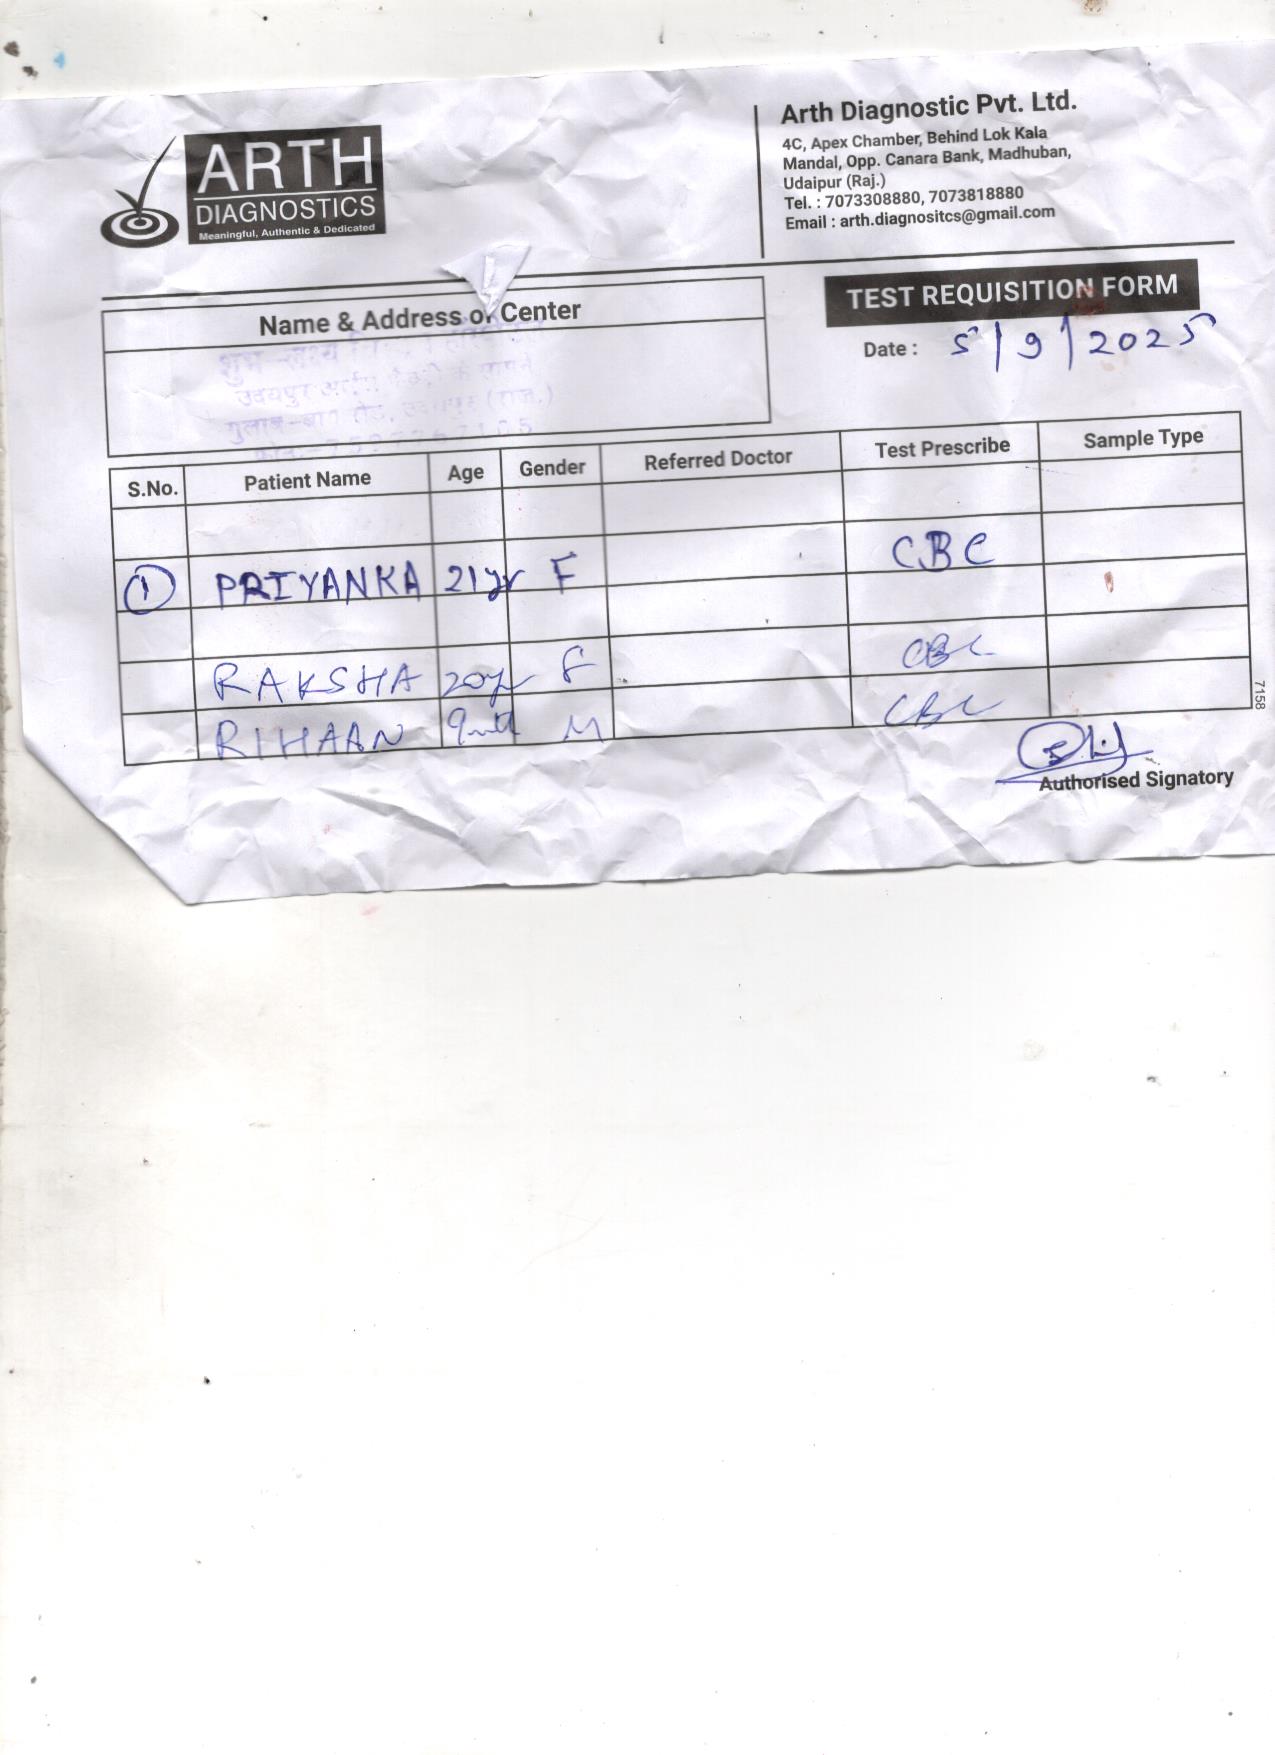 ARTH
DIAGNOSTICS
Meaningful, Authentic & Dedicated
Arth Diagnostic Pvt. Ltd.
4C, Apex Chamber, Behind Lok Kala
Mandal, Opp. Canara Bank, Madhuban,
Udaipur (Raj.)
Tel. : 7073308880, 7073818880
Email : arth.diagnositcs@gmail.com
Name & Address of Center
TEST REQUISITION FORM
Date : 5/9/2025
उदयपुर के सामने
गुलाब-बाग रोड, उदयपुर (राज.)
S.No. Patient Name Age Gender Referred Doctor Test Prescribe Sample Type
1 PRIYANKA 21yr F CBC
RAKSHA 20yr F CBC
RIHAAN M CBC
7158
Authorised Signatory